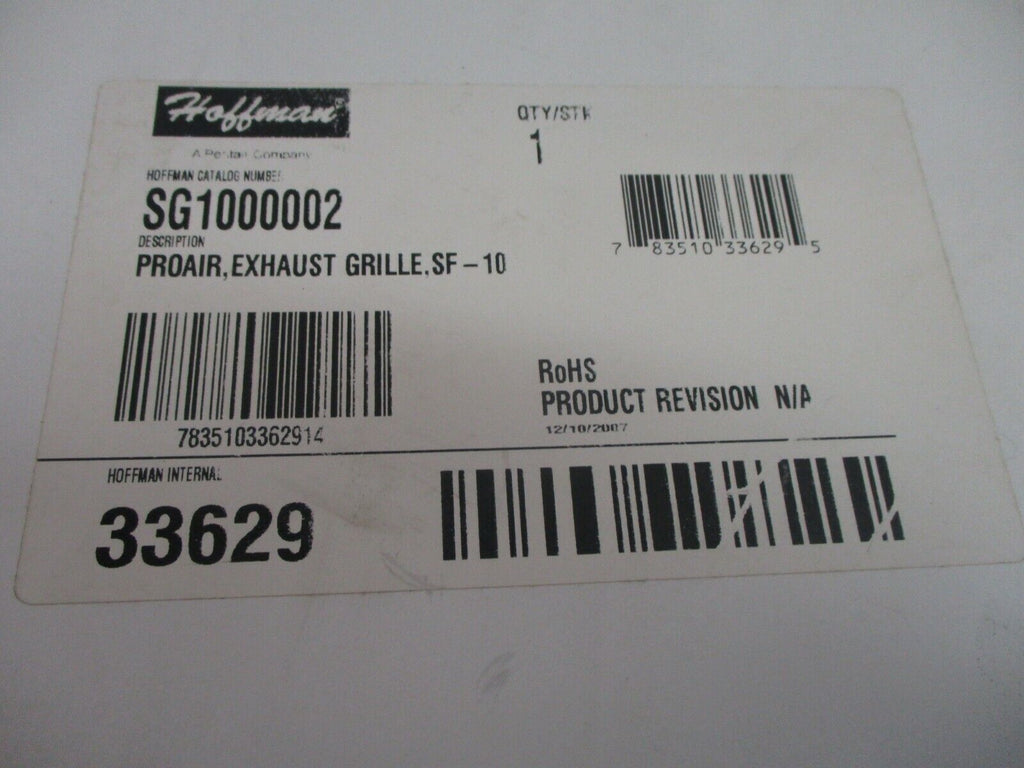 Hoffman®
A Pentair Company
QTY/STK
1
HOFFMAN CATALOG NUMBER
SG1000002
DESCRIPTION
PROAIR,EXHAUST GRILLE,SF-10
7 83510 33629 5
7835103362914
RoHS
PRODUCT REVISION N/A
12/10/2007
HOFFMAN INTERNAL
33629